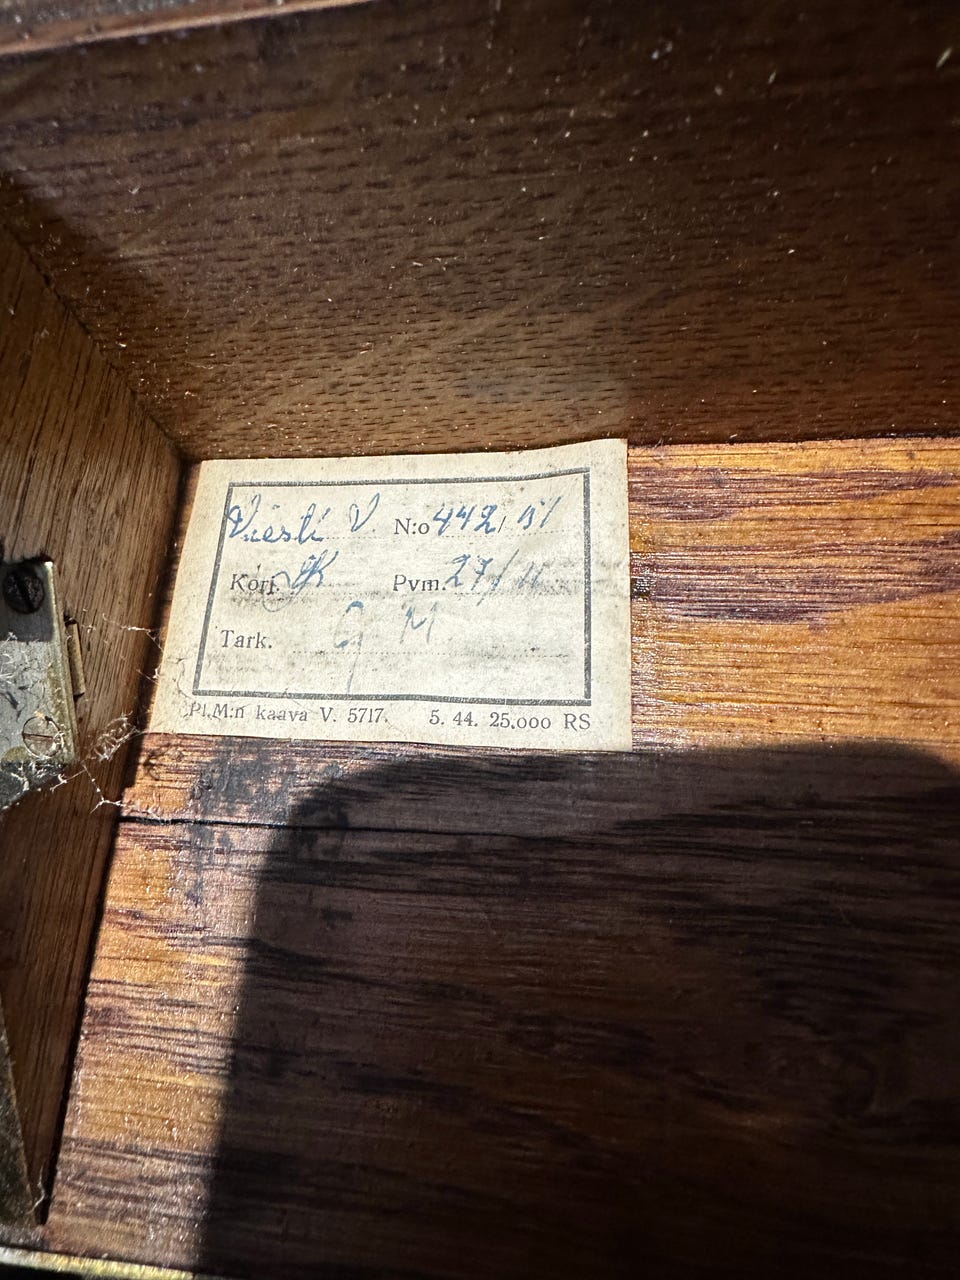 Viesti V N:o 442/51
Korj. K Pvm. 27/11
Tark. G M
Pl.M:n kaava V. 5717. 5. 44. 25.000 RS